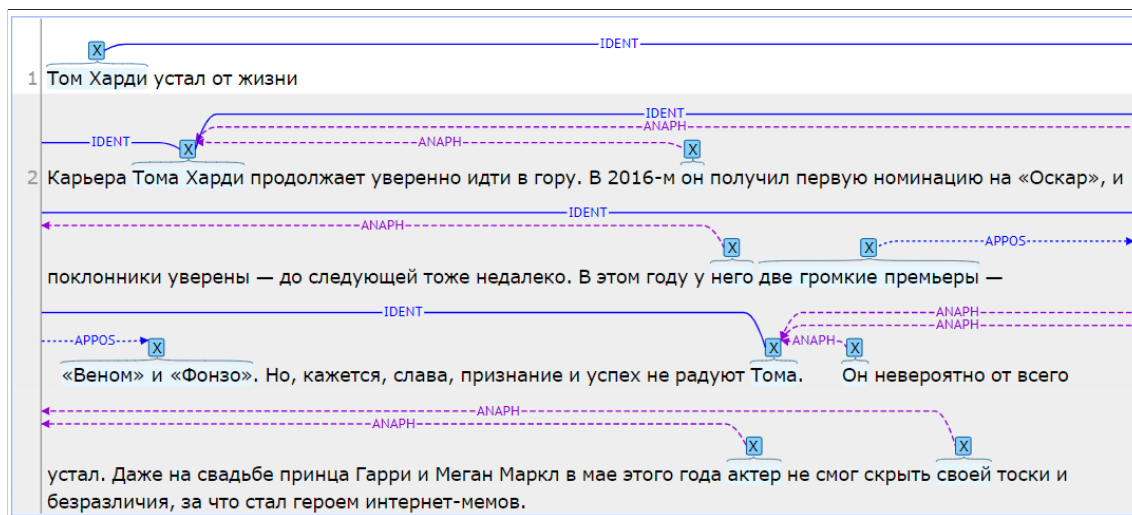 X IDENT
1 Том Харди устал от жизни
IDENT
ANAPH
IDENT X ANAPH X
2 Карьера Тома Харди продолжает уверенно идти в гору. В 2016-м он получил первую номинацию на «Оскар», и
IDENT
ANAPH
X X APPOS
поклонники уверены — до следующей тоже недалеко. В этом году у него две громкие премьеры —
IDENT ANAPH
ANAPH
APPOS X X ANAPH X
«Веном» и «Фонзо». Но, кажется, слава, признание и успех не радуют Тома. Он невероятно от всего
ANAPH
ANAPH
X X
устал. Даже на свадьбе принца Гарри и Меган Маркл в мае этого года актер не смог скрыть своей тоски и
безразличия, за что стал героем интернет-мемов.